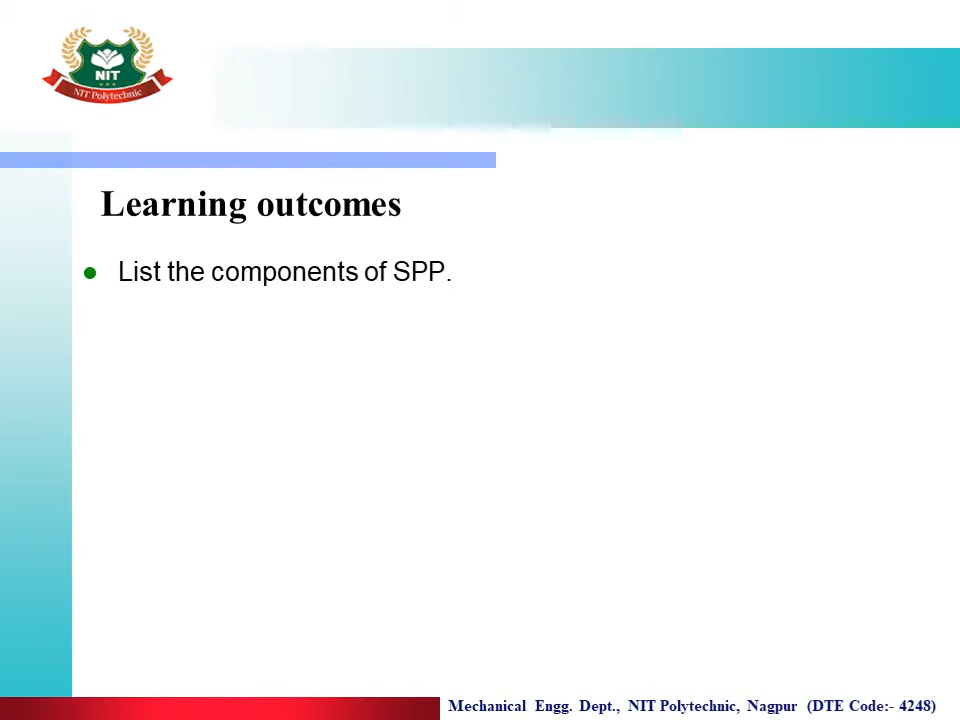 NIT
NIT Polytechnic
Learning outcomes
● List the components of SPP.
Mechanical Engg. Dept., NIT Polytechnic, Nagpur (DTE Code:- 4248)